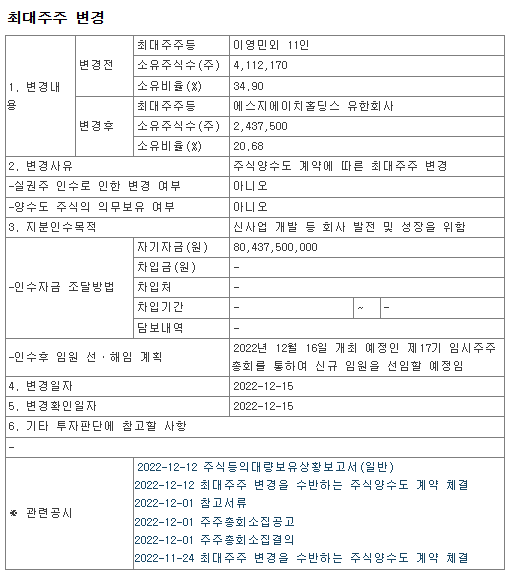 최대주주 변경
1. 변경내용
변경전
최대주주등
이영민외 11인
소유주식수(주)
4,112,170
소유비율(%)
34.90
변경후
최대주주등
에스지에이치홀딩스 유한회사
소유주식수(주)
2,437,500
소유비율(%)
20.68
2. 변경사유
주식양수도 계약에 따른 최대주주 변경
-실권주 인수로 인한 변경 여부
아니오
-양수도 주식의 의무보유 여부
아니오
3. 지분인수목적
신사업 개발 등 회사 발전 및 성장을 위함
-인수자금 조달방법
자기자금(원)
80,437,500,000
차입금(원)
-
차입처
-
차입기간
-
~
-
담보내역
-
-인수후 임원 선·해임 계획
2022년 12월 16일 개최 예정인 제17기 임시주주
총회를 통하여 신규 임원을 선임할 예정임
4. 변경일자
2022-12-15
5. 변경확인일자
2022-12-15
6. 기타 투자판단에 참고할 사항
-
※ 관련공시
2022-12-12 주식등의대량보유상황보고서(일반)
2022-12-12 최대주주 변경을 수반하는 주식양수도 계약 체결
2022-12-01 참고서류
2022-12-01 주주총회소집공고
2022-12-01 주주총회소집결의
2022-11-24 최대주주 변경을 수반하는 주식양수도 계약 체결